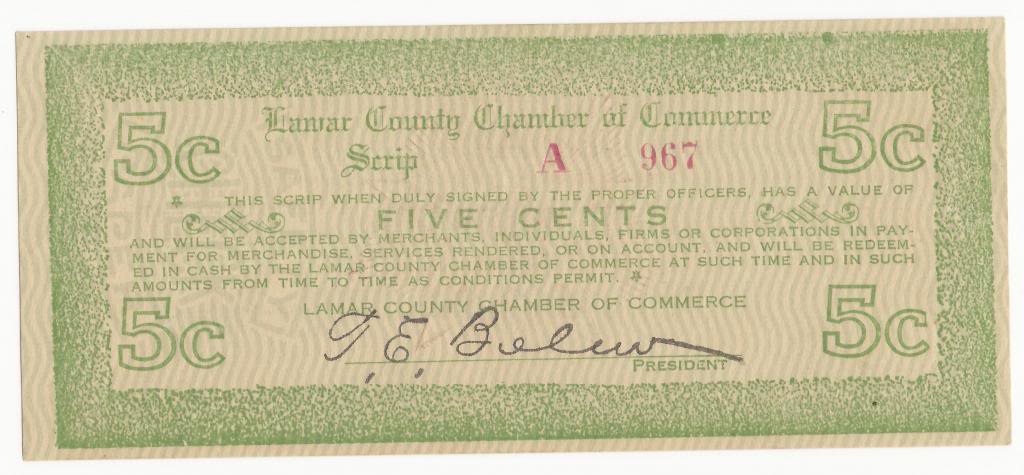 5c 5c
Lamar County Chamber of Commerce
Scrip A 967
THIS SCRIP WHEN DULY SIGNED BY THE PROPER OFFICERS, HAS A VALUE OF
FIVE CENTS
AND WILL BE ACCEPTED BY MERCHANTS, INDIVIDUALS, FIRMS OR CORPORATIONS IN PAY-
MENT FOR MERCHANDISE, SERVICES RENDERED, OR ON ACCOUNT, AND WILL BE REDEEM-
ED IN CASH BY THE LAMAR COUNTY CHAMBER OF COMMERCE AT SUCH TIME AND IN SUCH
AMOUNTS FROM TIME TO TIME AS CONDITIONS PERMIT.
LAMAR COUNTY CHAMBER OF COMMERCE
5c 5c
T. E.
PRESIDENT